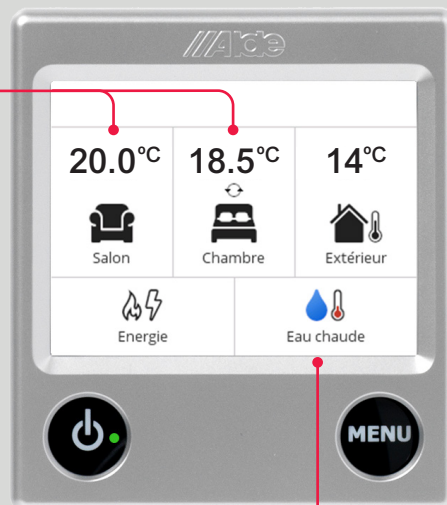 ///Alde
20.0°C 18.5°C 14°C
Salon Chambre Extérieur
Energie Eau chaude
MENU